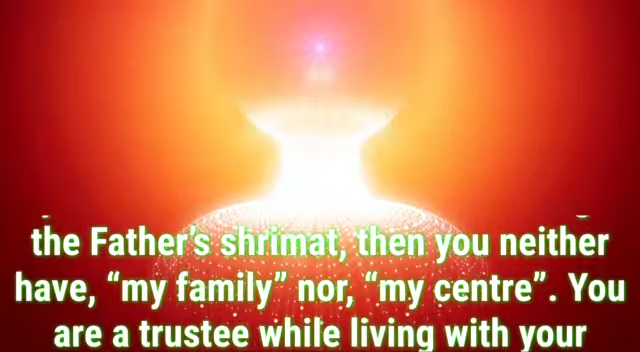 the Father's shrimat, then you neither
have, “my family” nor, “my centre”. You
are a trustee while living with your